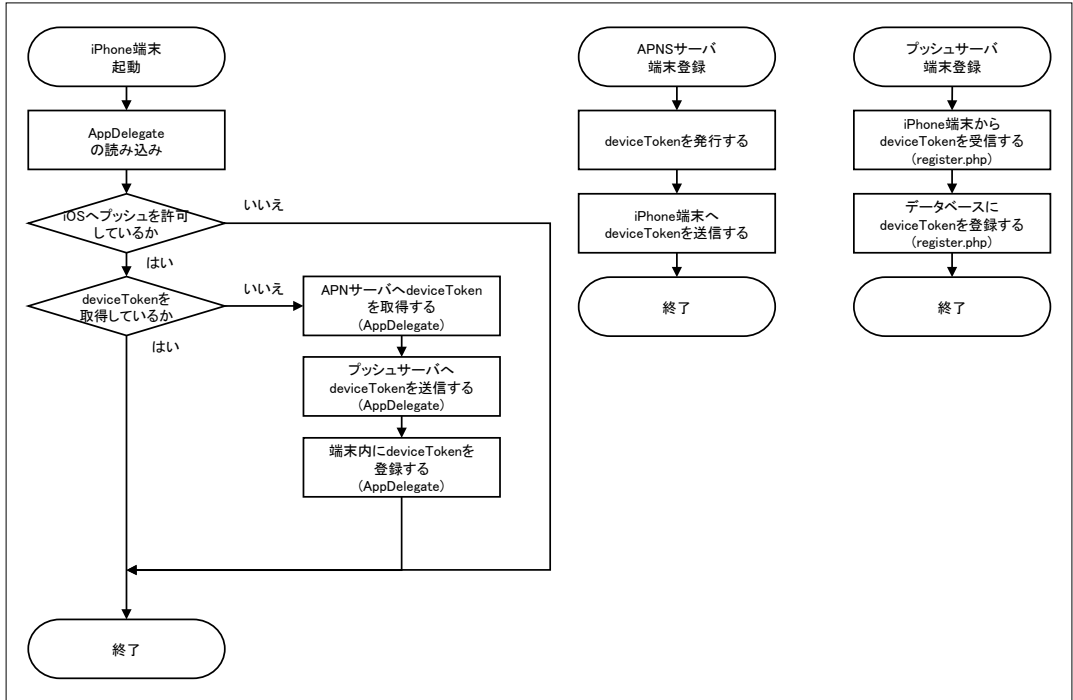 iPhone端末
起動
AppDelegate
の読み込み
iOSへプッシュを許可
しているか
いいえ
はい
deviceTokenを
取得しているか
いいえ
はい
APNサーバへdeviceToken
を取得する
(AppDelegate)
プッシュサーバへ
deviceTokenを送信する
(AppDelegate)
端末内にdeviceTokenを
登録する
(AppDelegate)
終了
APNSサーバ
端末登録
deviceTokenを発行する
iPhone端末へ
deviceTokenを送信する
終了
プッシュサーバ
端末登録
iPhone端末から
deviceTokenを受信する
(register.php)
データベースに
deviceTokenを登録する
(register.php)
終了